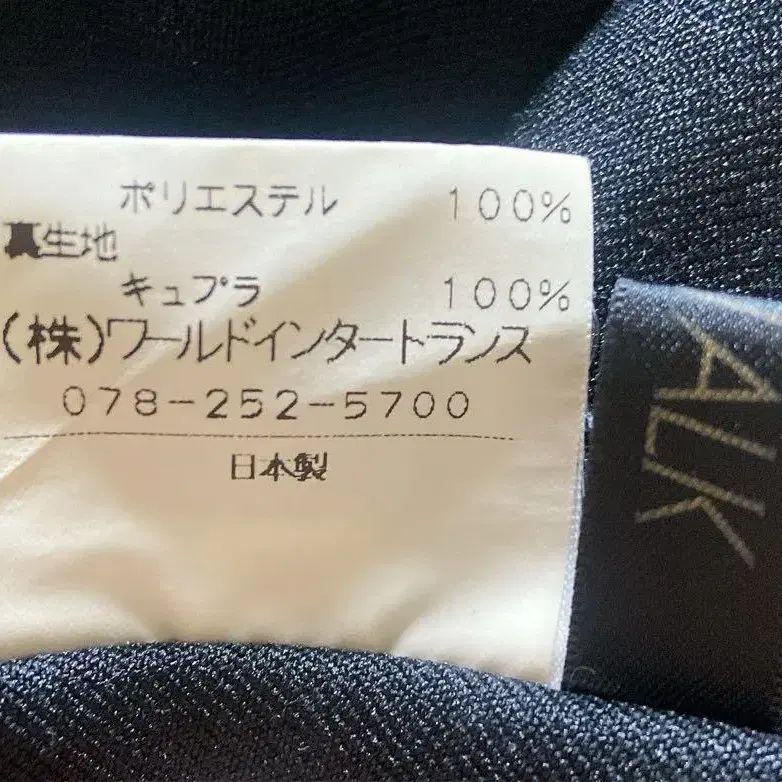 ポリエステル 100%
裏生地
キュプラ 100%
(株)ワールドインタートランス
078-252-5700
日本製
ALK